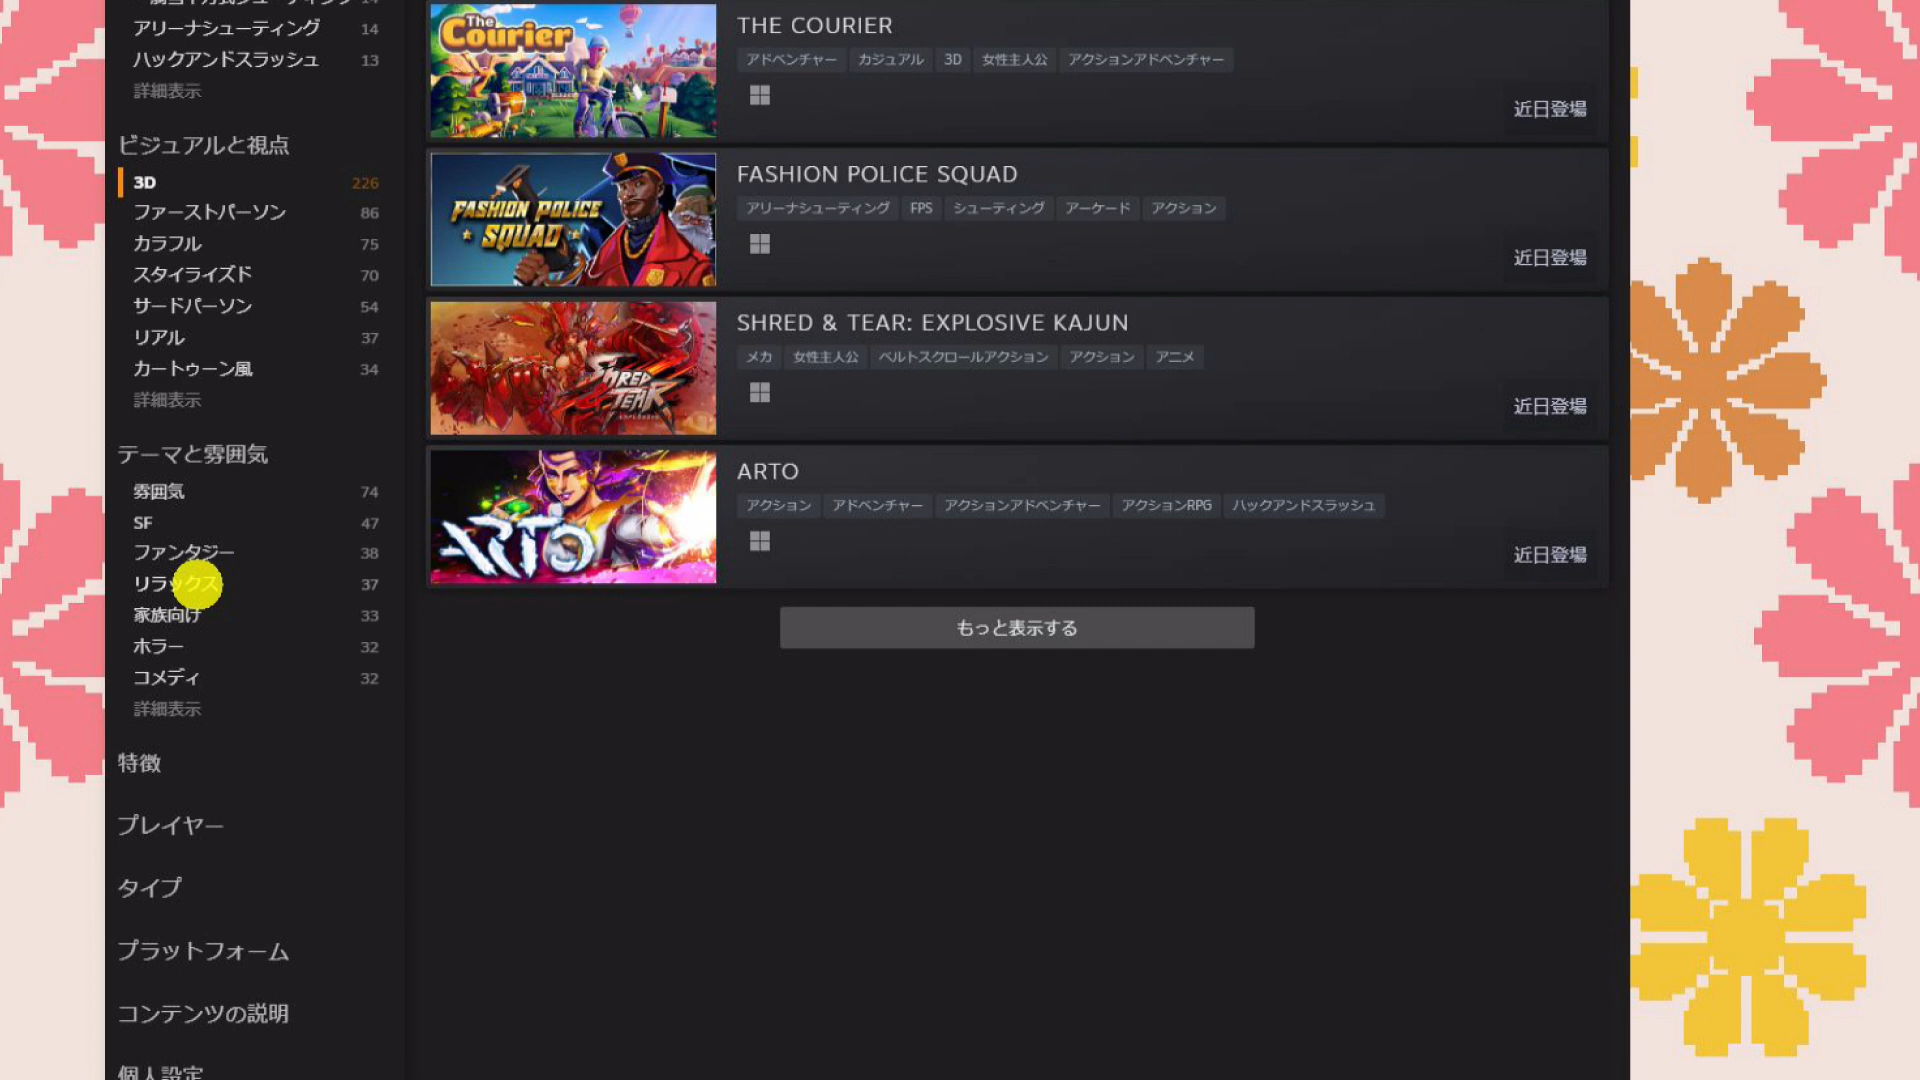 アリーナシューティング 14
ハックアンドスラッシュ 13
詳細表示
ビジュアルと視点
3D 226
ファーストパーソン 86
カラフル 75
スタイライズド 70
サードパーソン 54
リアル 37
カートゥーン風 34
詳細表示
テーマと雰囲気
雰囲気 74
SF 47
ファンタジー 38
リラックス 37
家族向け 33
ホラー 32
コメディ 32
詳細表示
特徴
プレイヤー
タイプ
プラットフォーム
コンテンツの説明
個人設定
The Courier
THE COURIER
アドベンチャー カジュアル 3D 女性主人公 アクションアドベンチャー
近日登場
FASHION POLICE
SQUAD
FASHION POLICE SQUAD
アリーナシューティング FPS シューティング アーケード アクション
近日登場
SHRED
TEAR
SHRED & TEAR: EXPLOSIVE KAJUN
メカ 女性主人公 ベルトスクロールアクション アクション アニメ
近日登場
ARTO
ARTO
アクション アドベンチャー アクションアドベンチャー アクションRPG ハックアンドスラッシュ
近日登場
もっと表示する